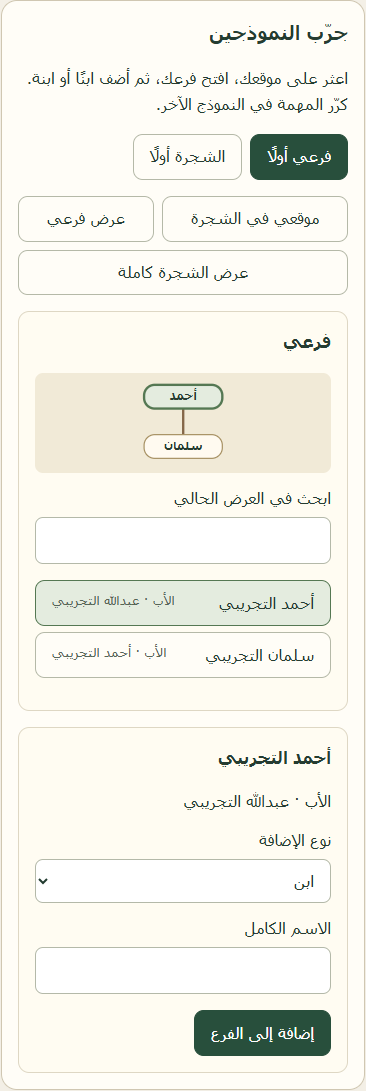 جرّب النموذجين
اعثر على موقعك، افتح فرعك، ثم أضف ابنًا أو ابنة.
كرّر المهمة في النموذج الآخر.
فرعي أولًا
الشجرة أولًا
موقعي في الشجرة
عرض فرعي
عرض الشجرة كاملة
فرعي
أحمد
سلمان
ابحث في العرض الحالي
أحمد التجريبي
الأب · عبدالله التجريبي
سلمان التجريبي
الأب · أحمد التجريبي
أحمد التجريبي
الأب · عبدالله التجريبي
نوع الإضافة
ابن
الاسم الكامل
إضافة إلى الفرع